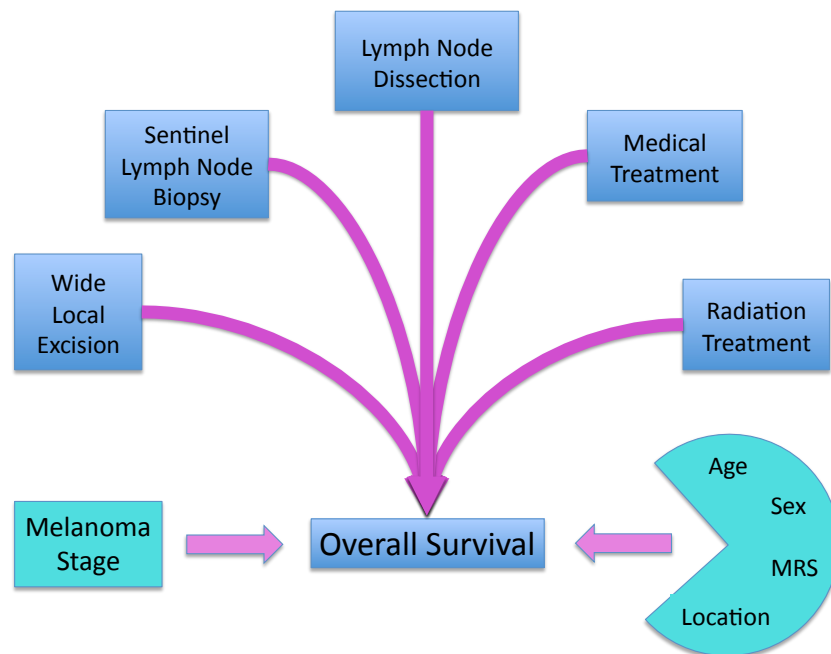 Lymph Node
Dissection
Sentinel
Lymph Node
Biopsy
Medical
Treatment
Wide
Local
Excision
Radiation
Treatment
Age
Sex
MRS
Location
Melanoma
Stage
Overall Survival